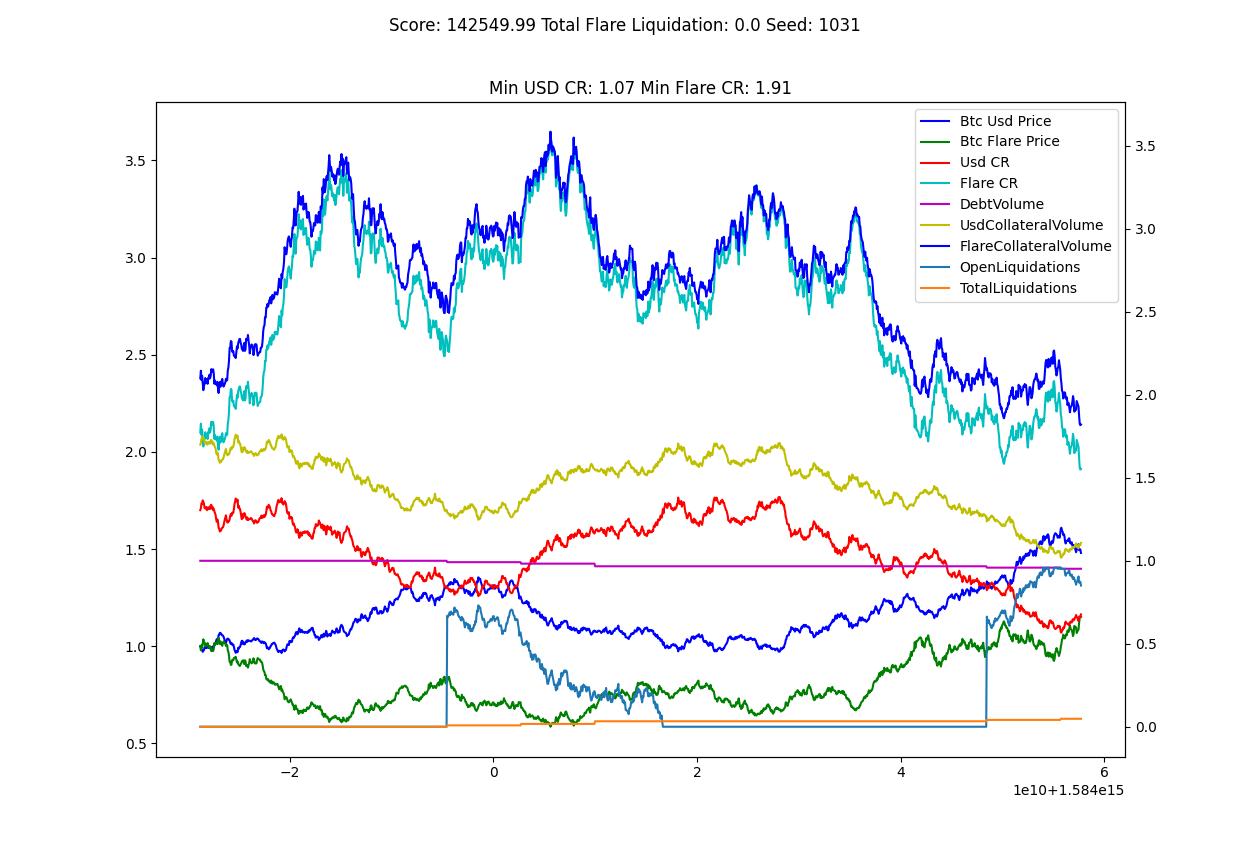 Score: 142549.99 Total Flare Liquidation: 0.0 Seed: 1031
Min USD CR: 1.07 Min Flare CR: 1.91
Btc Usd Price
Btc Flare Price
Usd CR
Flare CR
DebtVolume
UsdCollateralVolume
FlareCollateralVolume
OpenLiquidations
TotalLiquidations
3.5
3.0
2.5
2.0
1.5
1.0
0.5
3.5
3.0
2.5
2.0
1.5
1.0
0.5
0.0
−2 0 2 4 6
1e10+1.584e15